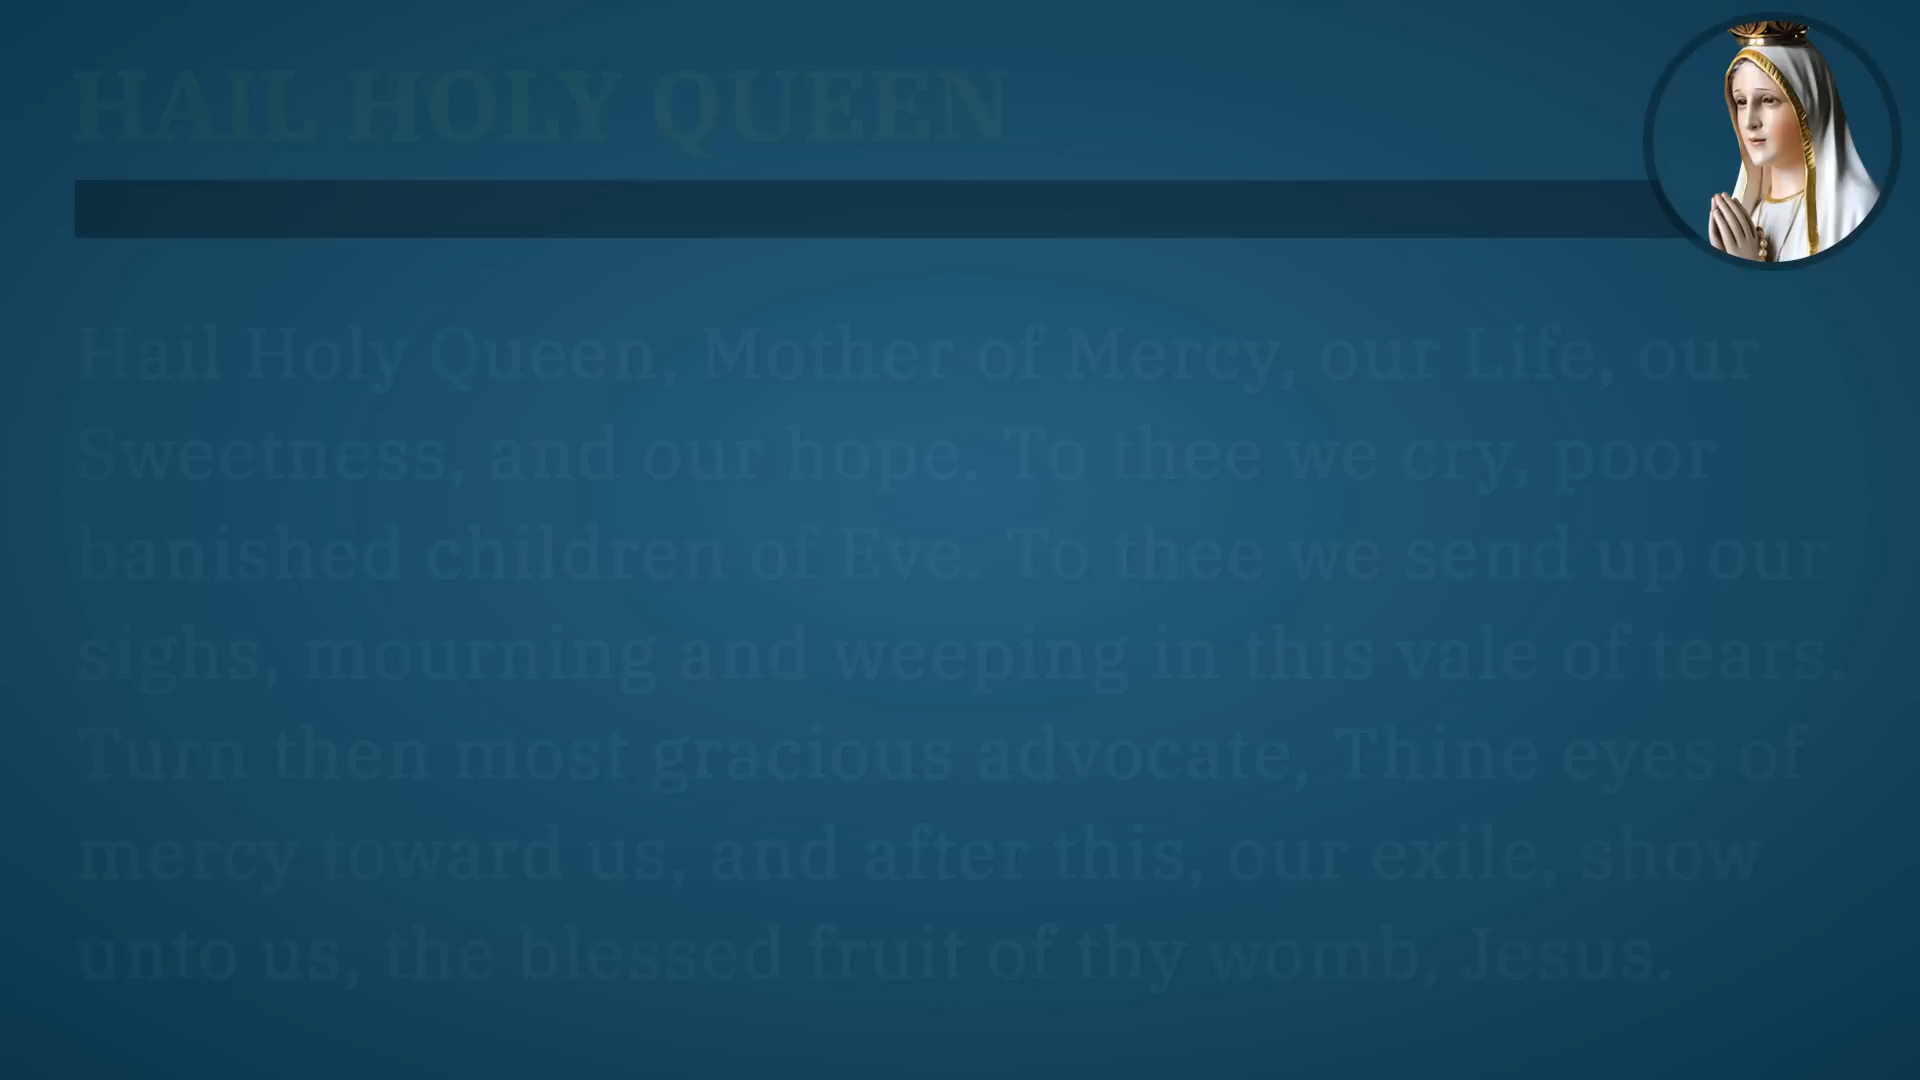 HAIL HOLY QUEEN
Hail Holy Queen, Mother of Mercy, our Life, our
Sweetness, and our hope. To thee we cry, poor
banished children of Eve. To thee we send up our
sighs, mourning and weeping in this vale of tears.
Turn then most gracious advocate, Thine eyes of
mercy toward us, and after this, our exile, show
unto us, the blessed fruit of thy womb, Jesus.